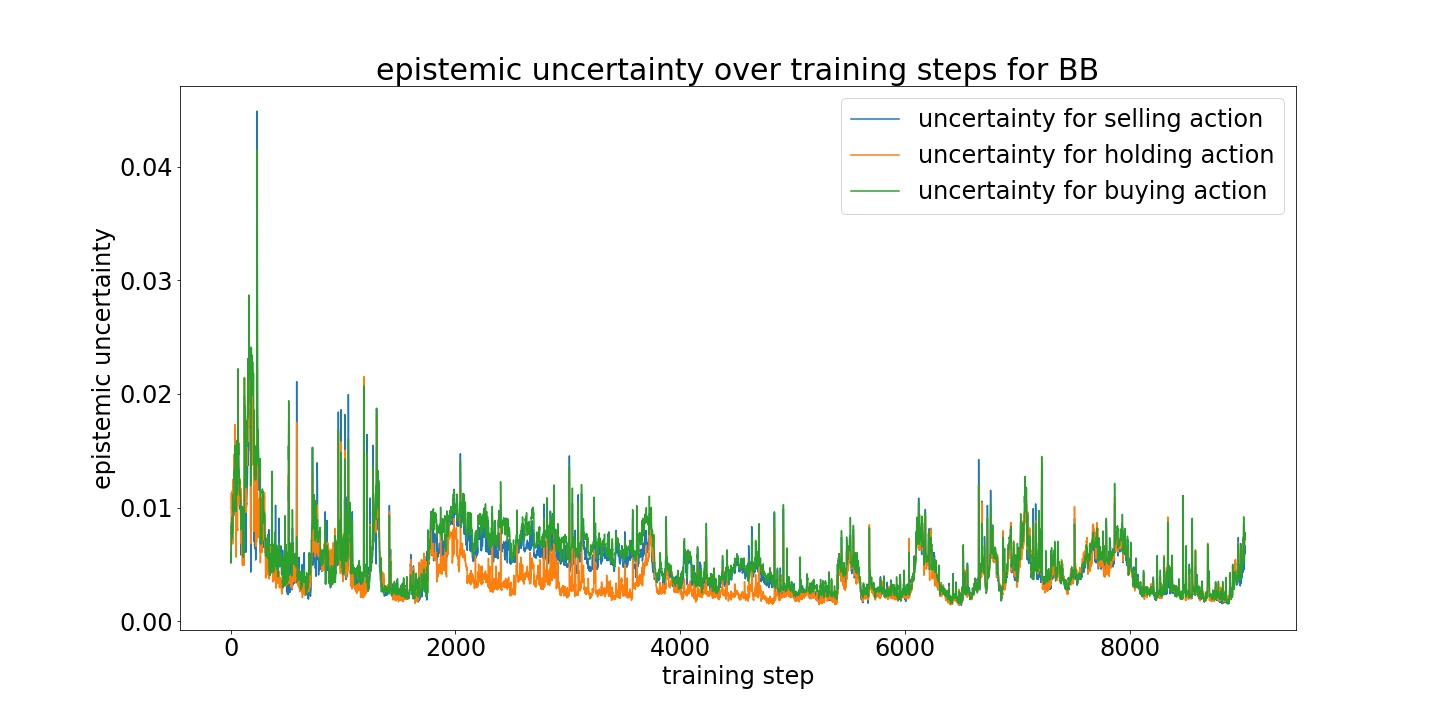 epistemic uncertainty over training steps for BB
uncertainty for selling action
uncertainty for holding action
uncertainty for buying action
epistemic uncertainty
0.04
0.03
0.02
0.01
0.00
0 2000 4000 6000 8000
training step